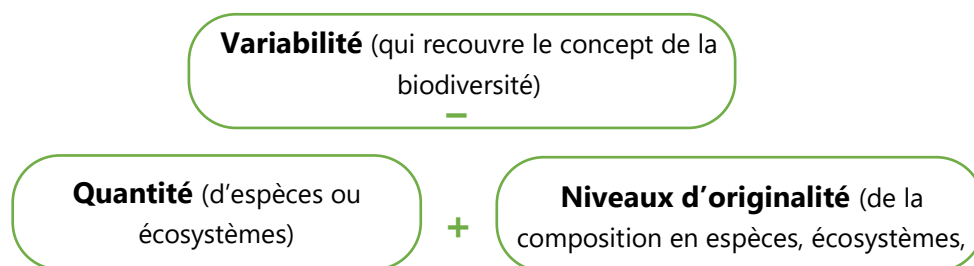 Variabilité (qui recouvre le concept de la
biodiversité)
–
Quantité (d’espèces ou
écosystèmes)
+
Niveaux d’originalité (de la
composition en espèces, écosystèmes,